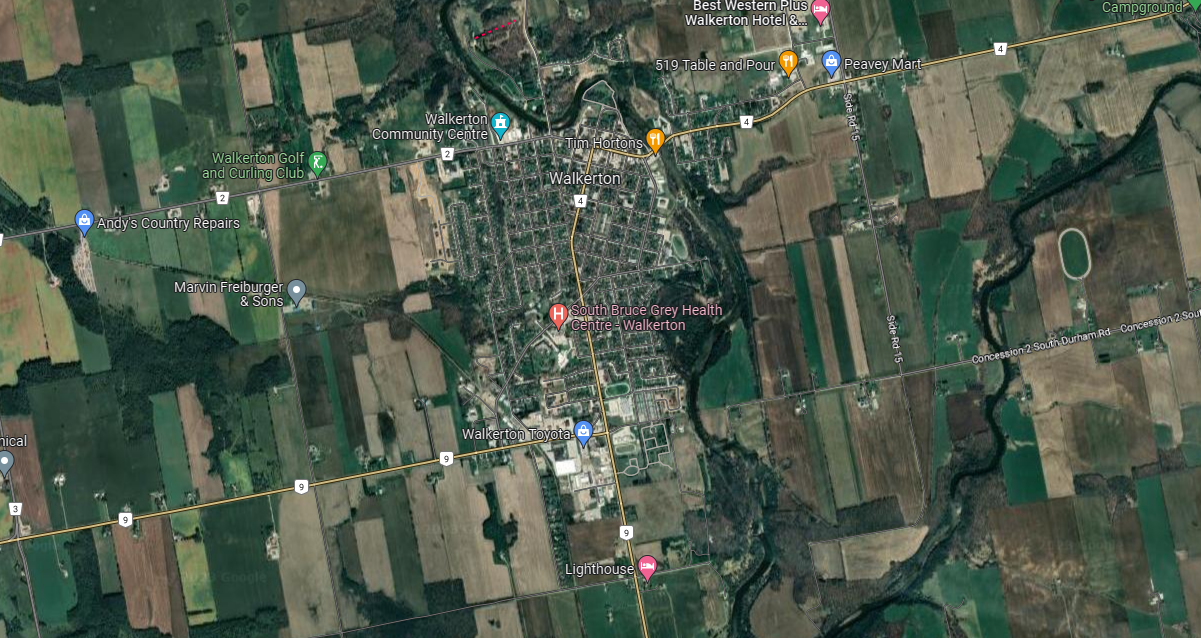 Best Western Plus
Walkerton Hotel &...
Campground
4
519 Table and Pour
Peavey Mart
Side Rd 15
4
Walkerton
Community Centre
Tim Hortons
2
Walkerton Golf
and Curling Club
Walkerton
2
4
Andy's Country Repairs
Marvin Freiburger
& Sons
H
South Bruce Grey Health
Centre - Walkerton
Side Rd 15
Concession 2 South Durham Rd
Concession 2 Sout
Walkerton Toyota
nical
9
9
3
9
9
Lighthouse
Google